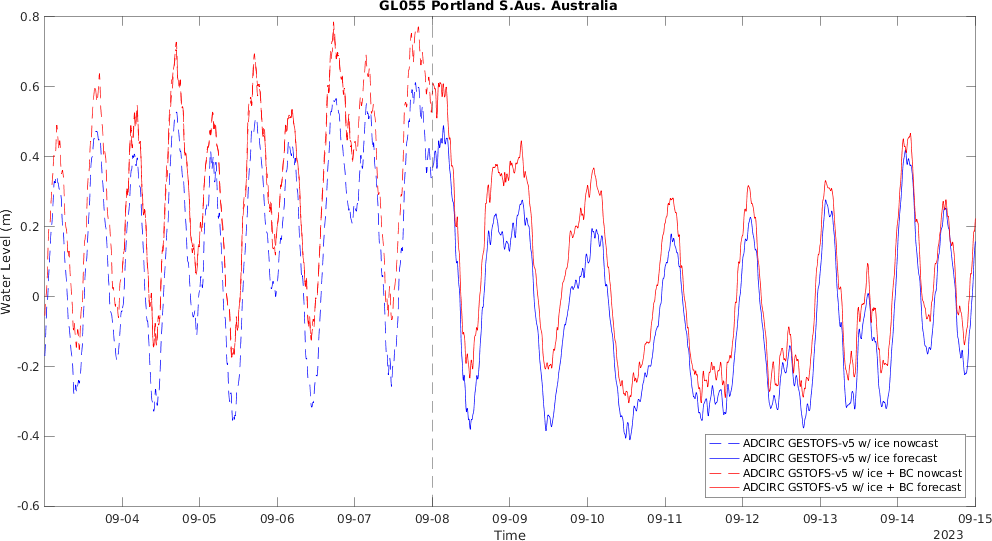 GL055 Portland S.Aus. Australia
0.8
0.6
0.4
0.2
0
-0.2
-0.4
-0.6
Water Level (m)
ADCIRC GESTOFS-v5 w/ ice nowcast
ADCIRC GESTOFS-v5 w/ ice forecast
ADCIRC GSTOFS-v5 w/ ice + BC nowcast
ADCIRC GSTOFS-v5 w/ ice + BC forecast
09-04 09-05 09-06 09-07 09-08 09-09 09-10 09-11 09-12 09-13 09-14 09-15
Time
2023